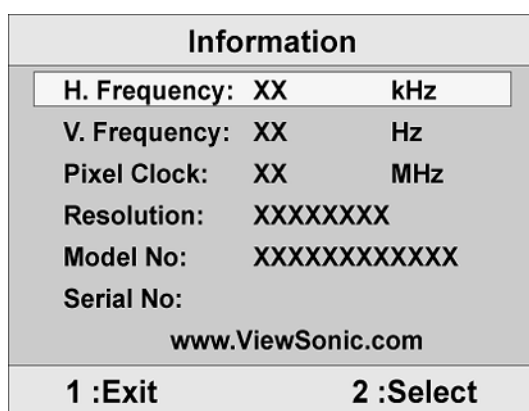 Information
H. Frequency: XX kHz
V. Frequency: XX Hz
Pixel Clock: XX MHz
Resolution: XXXXXXXX
Model No: XXXXXXXXXXXX
Serial No:
www.ViewSonic.com
1 :Exit 2 :Select